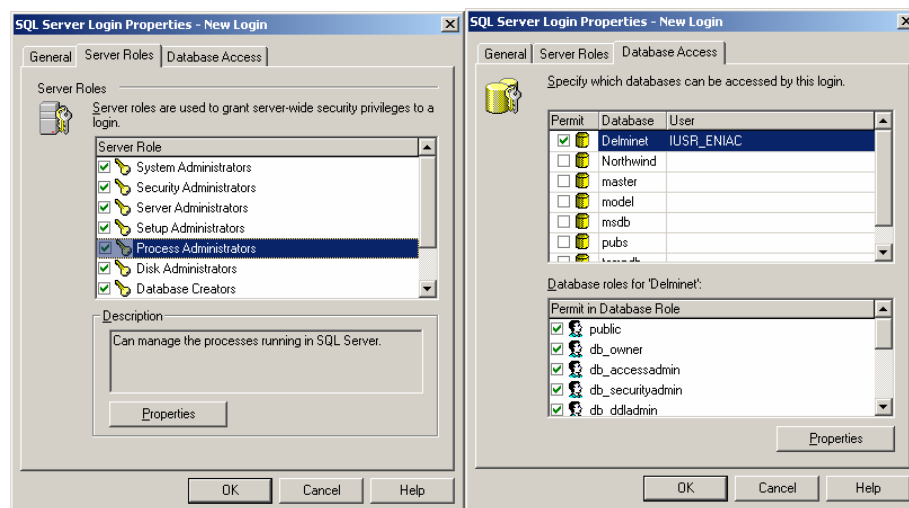 SQL Server Login Properties - New Login
General Server Roles Database Access
Server Roles
Server roles are used to grant server-wide security privileges to a
login.
Server Role
System Administrators
Security Administrators
Server Administrators
Setup Administrators
Process Administrators
Disk Administrators
Database Creators
Description
Can manage the processes running in SQL Server.
Properties
OK Cancel Help
SQL Server Login Properties - New Login
General Server Roles Database Access
Specify which databases can be accessed by this login.
Permit Database User
Delminet IUSR_ENIAC
Northwind
master
model
msdb
pubs
Database roles for 'Delminet':
Permit in Database Role
public
db_owner
db_accessadmin
db_securityadmin
db_ddladmin
Properties
OK Cancel Help